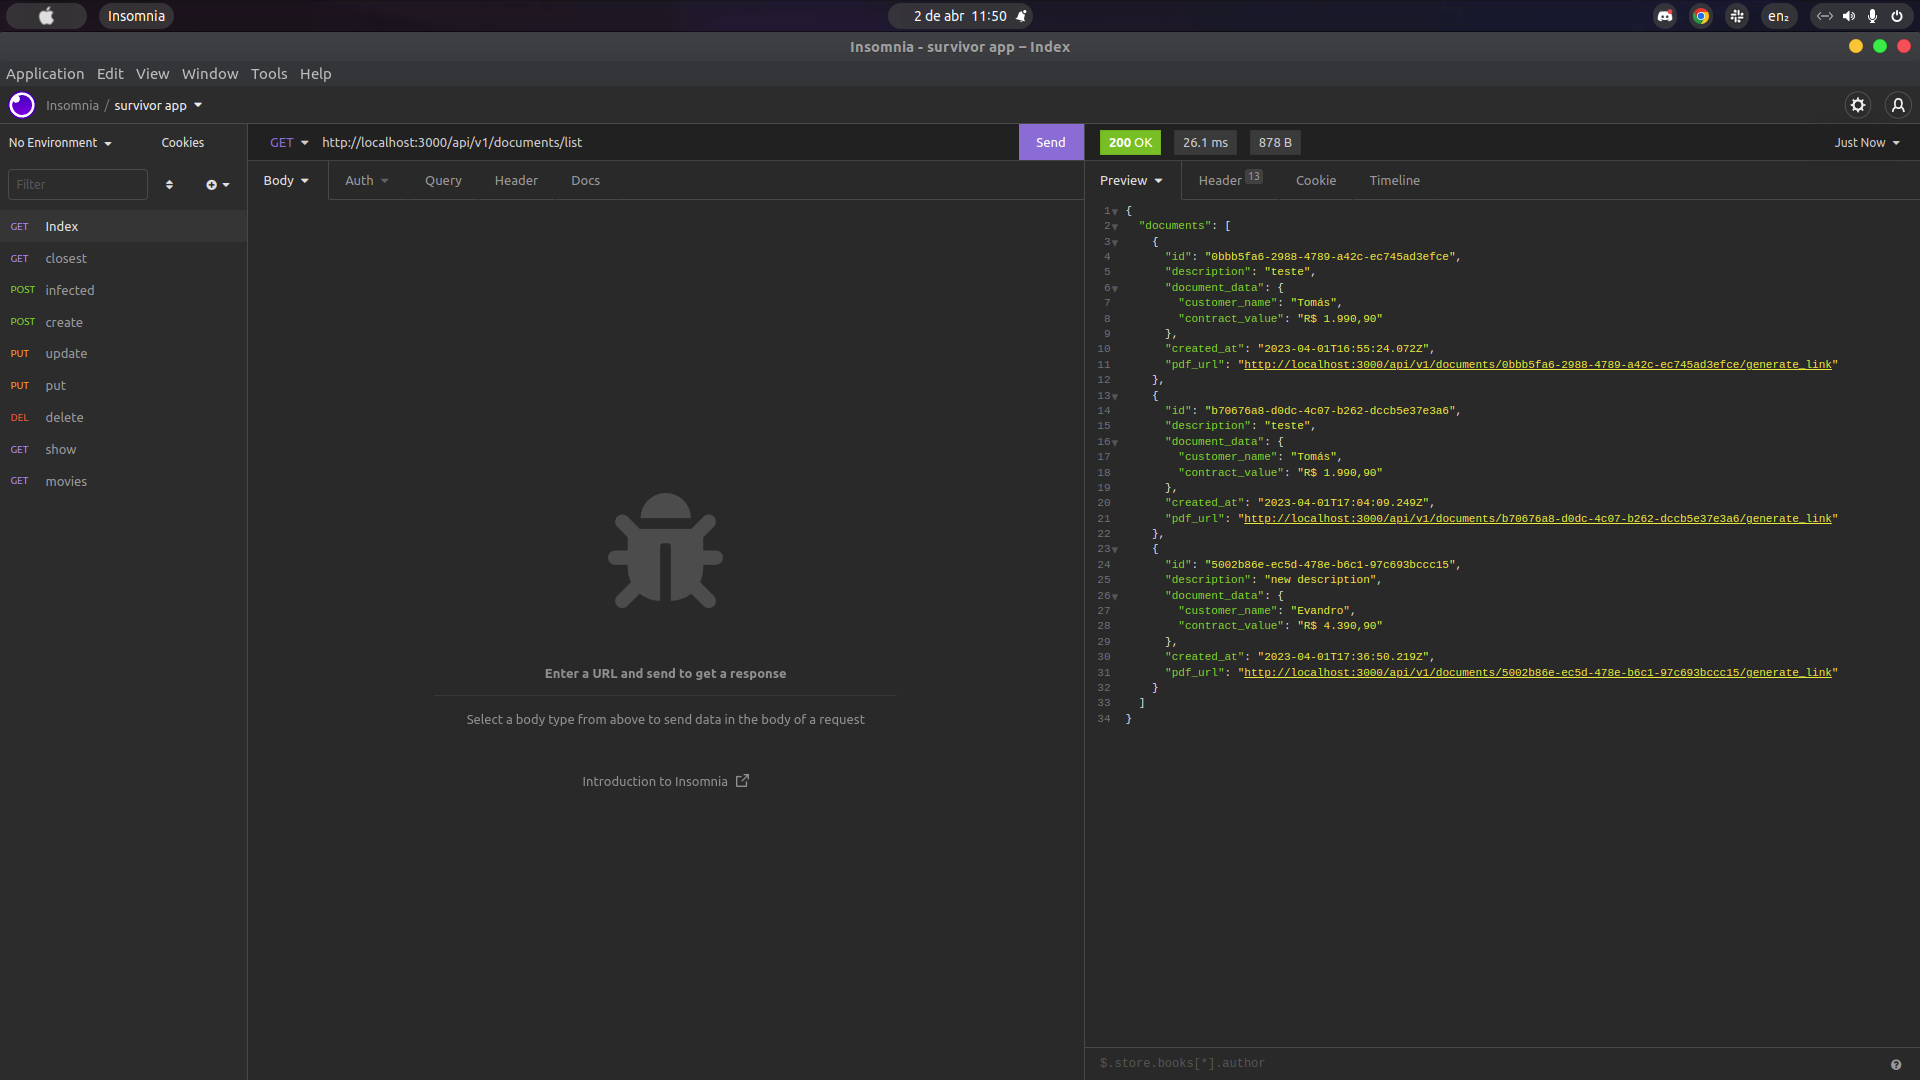 Insomnia
2 de abr 11:50
en₂
Insomnia - survivor app – Index
Application Edit View Window Tools Help
Insomnia / survivor app
No Environment Cookies
GET http://localhost:3000/api/v1/documents/list Send
200 OK 26.1 ms 878 B Just Now
Filter
Body Auth Query Header Docs
Preview Header 13 Cookie Timeline
GET Index
GET closest
POST infected
POST create
PUT update
PUT put
DEL delete
GET show
GET movies
Enter a URL and send to get a response
Select a body type from above to send data in the body of a request
Introduction to Insomnia
1 {
2 "documents": [
3 {
4 "id": "0bbb5fa6-2988-4789-a42c-ec745ad3efce",
5 "description": "teste",
6 "document_data": {
7 "customer_name": "Tomás",
8 "contract_value": "R$ 1.990,90"
9 },
10 "created_at": "2023-04-01T16:55:24.072Z",
11 "pdf_url": "http://localhost:3000/api/v1/documents/0bbb5fa6-2988-4789-a42c-ec745ad3efce/generate_link"
12 },
13 {
14 "id": "b70676a8-d0dc-4c07-b262-dccb5e37e3a6",
15 "description": "teste",
16 "document_data": {
17 "customer_name": "Tomás",
18 "contract_value": "R$ 1.990,90"
19 },
20 "created_at": "2023-04-01T17:04:09.249Z",
21 "pdf_url": "http://localhost:3000/api/v1/documents/b70676a8-d0dc-4c07-b262-dccb5e37e3a6/generate_link"
22 },
23 {
24 "id": "5002b86e-ec5d-478e-b6c1-97c693bccc15",
25 "description": "new description",
26 "document_data": {
27 "customer_name": "Evandro",
28 "contract_value": "R$ 4.390,90"
29 },
30 "created_at": "2023-04-01T17:36:50.219Z",
31 "pdf_url": "http://localhost:3000/api/v1/documents/5002b86e-ec5d-478e-b6c1-97c693bccc15/generate_link"
32 }
33 ]
34 }
$.store.books[*].author